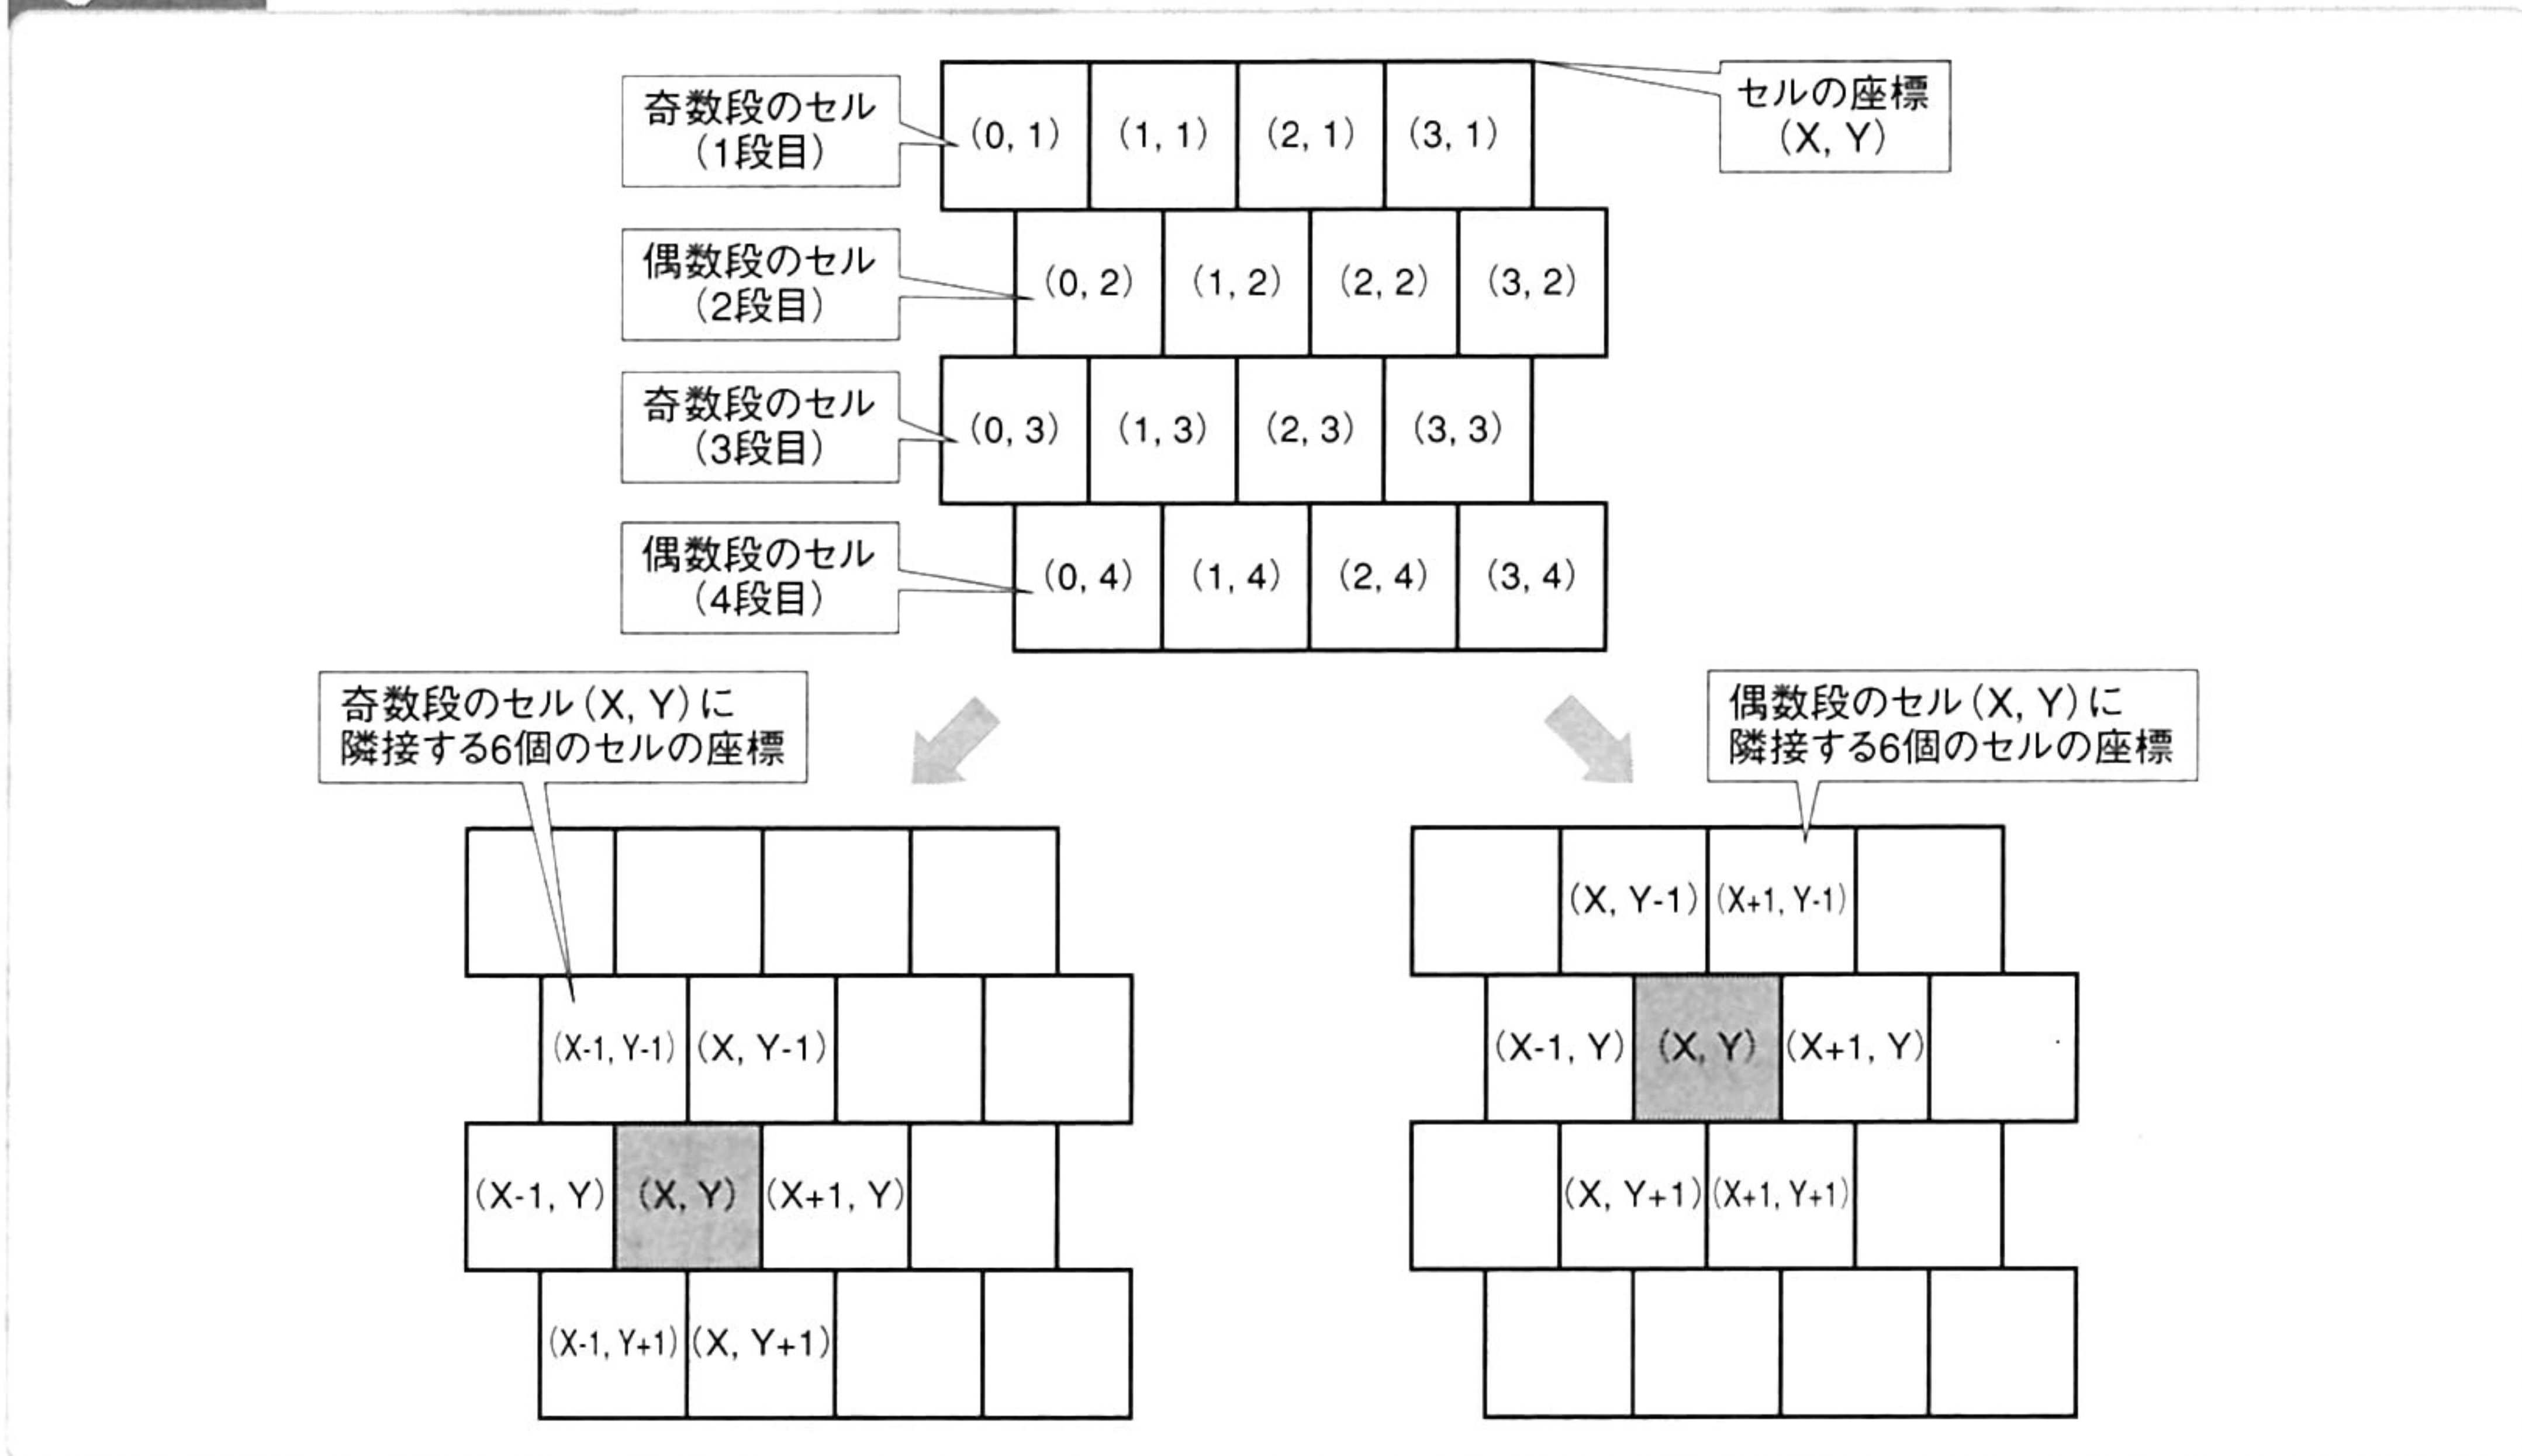 奇数段のセル
(1段目)
(0, 1)
(1, 1)
(2, 1)
(3, 1)
セルの座標
(X, Y)
偶数段のセル
(2段目)
(0, 2)
(1, 2)
(2, 2)
(3, 2)
奇数段のセル
(3段目)
(0, 3)
(1, 3)
(2, 3)
(3, 3)
偶数段のセル
(4段目)
(0, 4)
(1, 4)
(2, 4)
(3, 4)
奇数段のセル(X, Y)に
隣接する6個のセルの座標
(X-1, Y-1)
(X, Y-1)
(X-1, Y)
(X, Y)
(X+1, Y)
(X-1, Y+1)
(X, Y+1)
偶数段のセル(X, Y)に
隣接する6個のセルの座標
(X, Y-1)
(X+1, Y-1)
(X-1, Y)
(X, Y)
(X+1, Y)
(X, Y+1)
(X+1, Y+1)